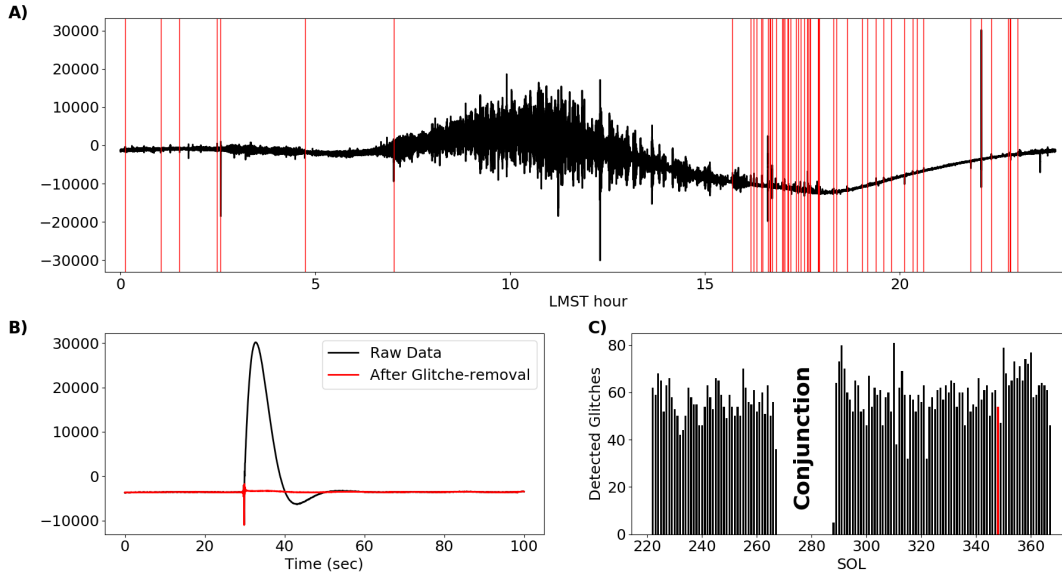 A)
30000
20000
10000
0
−10000
−20000
−30000
0 5 10 15 20
LMST hour
B)
30000
20000
10000
0
−10000
Raw Data
After Glitche-removal
0 20 40 60 80 100
Time (sec)
C)
Detected Glitches
80
60
40
20
0
Conjunction
220 240 260 280 300 320 340 360
SOL